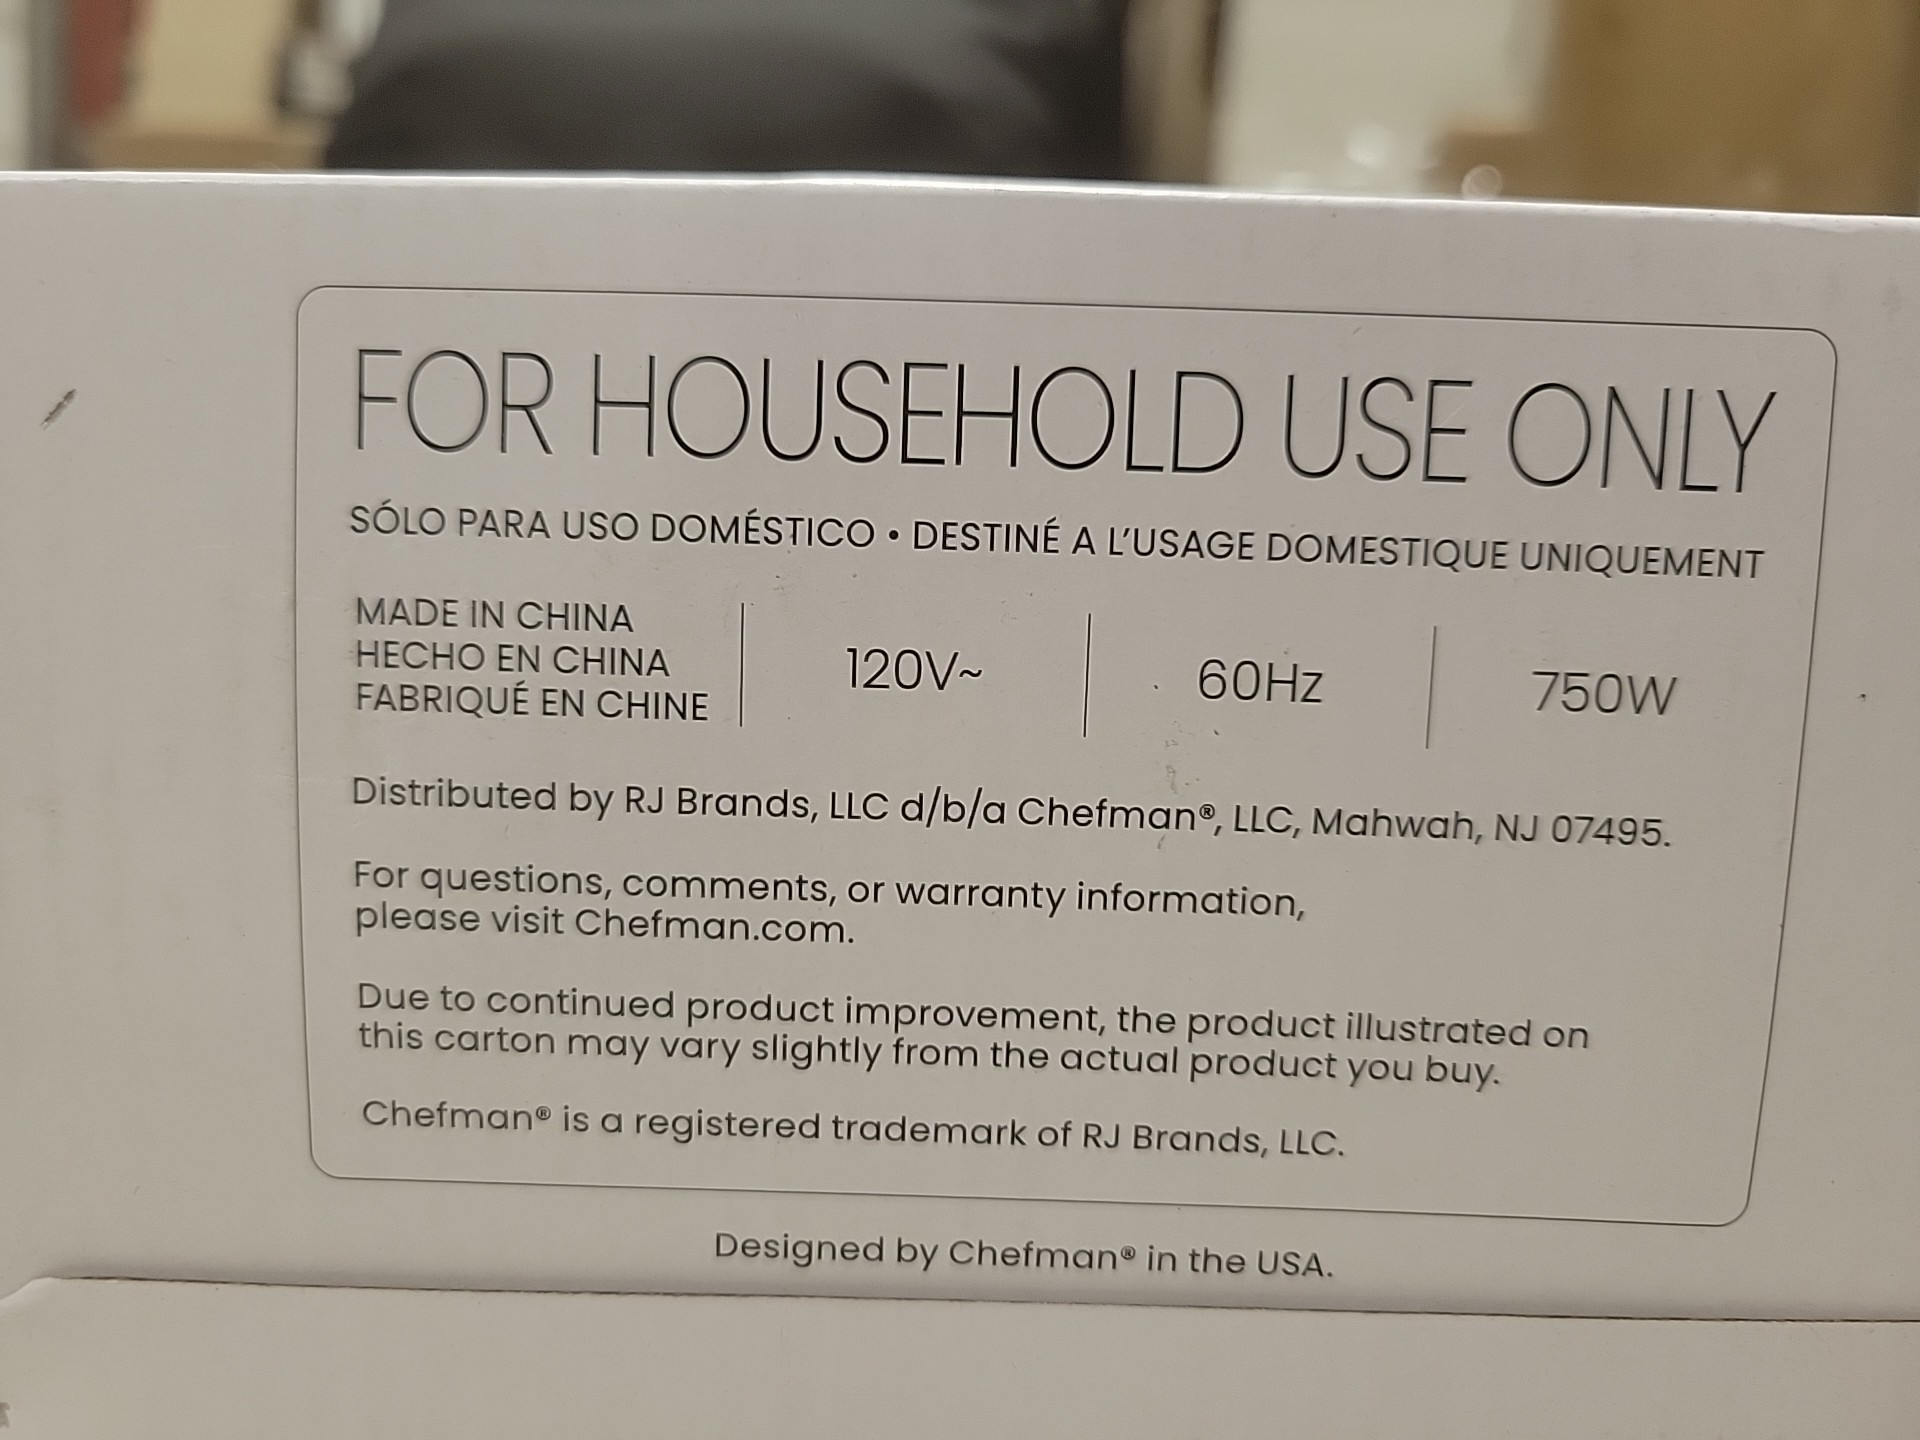 FOR HOUSEHOLD USE ONLY
SÓLO PARA USO DOMÉSTICO • DESTINÉ A L'USAGE DOMESTIQUE UNIQUEMENT
MADE IN CHINA
HECHO EN CHINA
FABRIQUÉ EN CHINE
120V~
60Hz
750W
Distributed by RJ Brands, LLC d/b/a Chefman®, LLC, Mahwah, NJ 07495.
For questions, comments, or warranty information,
please visit Chefman.com.
Due to continued product improvement, the product illustrated on
this carton may vary slightly from the actual product you buy.
Chefman® is a registered trademark of RJ Brands, LLC.
Designed by Chefman® in the USA.